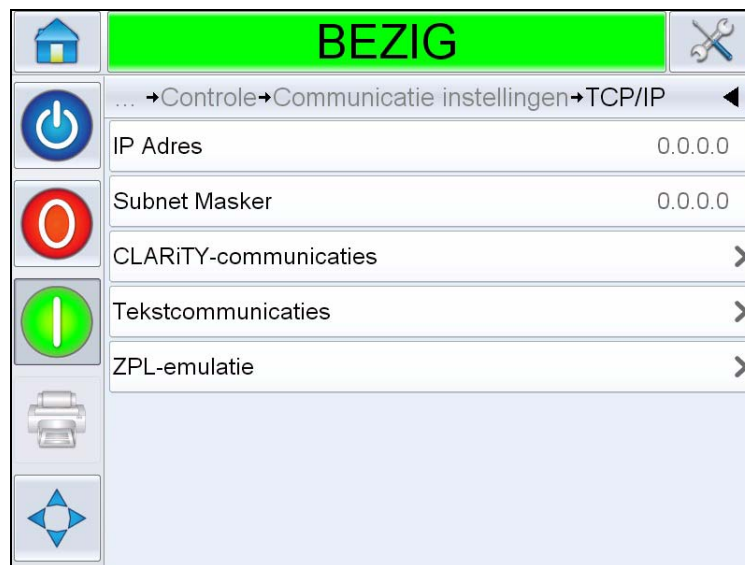 BEZIG
... →Controle→Communicatie instellingen→TCP/IP
IP Adres 0.0.0.0
Subnet Masker 0.0.0.0
CLARiTY-communicaties
Tekstcommunicaties
ZPL-emulatie